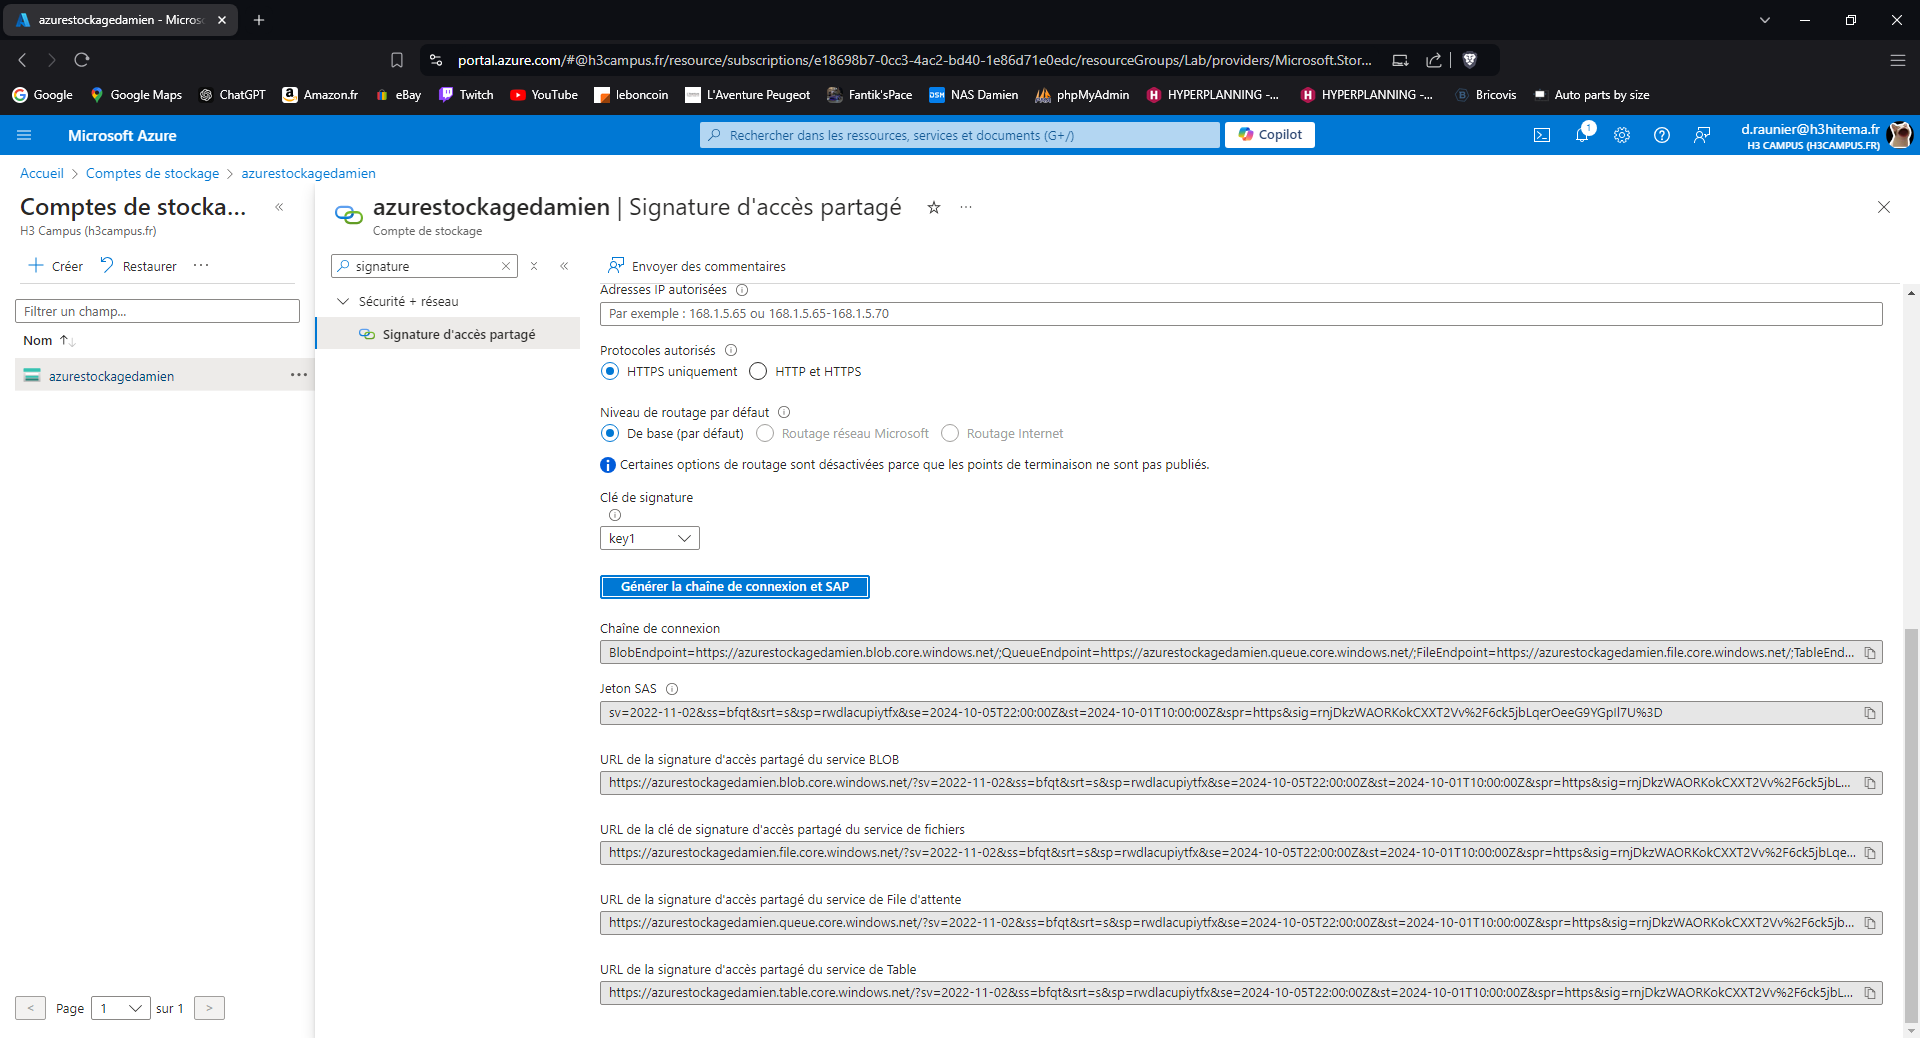 azurestockagedamien - Micros
portal.azure.com/#@h3campus.fr/resource/subscriptions/e18698b7-0cc3-4ac2-bd40-1e86d71e0edc/resourceGroups/Lab/providers/Microsoft.Stor...
Google Google Maps ChatGPT Amazon.fr eBay Twitch YouTube leboncoin L'Aventure Peugeot Fantik'sPace NAS Damien phpMyAdmin HYPERPLANNING -... HYPERPLANNING -... Bricovis Auto parts by size
Microsoft Azure
Rechercher dans les ressources, services et documents (G+/)
Copilot
1
d.raunier@h3hitema.fr
H3 CAMPUS (H3CAMPUS.FR)
Accueil > Comptes de stockage > azurestockagedamien
Comptes de stocka...
H3 Campus (h3campus.fr)
Créer Restaurer ...
Filtrer un champ...
Nom
azurestockagedamien ...
< Page 1 sur 1 >
azurestockagedamien | Signature d'accès partagé
Compte de stockage
signature
Sécurité + réseau
Signature d'accès partagé
Envoyer des commentaires
Adresses IP autorisées
Par exemple : 168.1.5.65 ou 168.1.5.65-168.1.5.70
Protocoles autorisés
HTTPS uniquement HTTP et HTTPS
Niveau de routage par défaut
De base (par défaut) Routage réseau Microsoft Routage Internet
Certaines options de routage sont désactivées parce que les points de terminaison ne sont pas publiés.
Clé de signature
key1
Générer la chaîne de connexion et SAP
Chaîne de connexion
BlobEndpoint=https://azurestockagedamien.blob.core.windows.net/;QueueEndpoint=https://azurestockagedamien.queue.core.windows.net/;FileEndpoint=https://azurestockagedamien.file.core.windows.net/;TableEnd...
Jeton SAS
sv=2022-11-02&ss=bfqt&srt=s&sp=rwdlacupiytfx&se=2024-10-05T22:00:00Z&st=2024-10-01T10:00:00Z&spr=https&sig=rnjDkzWAORKokCXXT2Vv%2F6ck5jbLqerOeeG9YGpIl7U%3D
URL de la signature d'accès partagé du service BLOB
https://azurestockagedamien.blob.core.windows.net/?sv=2022-11-02&ss=bfqt&srt=s&sp=rwdlacupiytfx&se=2024-10-05T22:00:00Z&st=2024-10-01T10:00:00Z&spr=https&sig=rnjDkzWAORKokCXXT2Vv%2F6ck5jbL...
URL de la clé de signature d'accès partagé du service de fichiers
https://azurestockagedamien.file.core.windows.net/?sv=2022-11-02&ss=bfqt&srt=s&sp=rwdlacupiytfx&se=2024-10-05T22:00:00Z&st=2024-10-01T10:00:00Z&spr=https&sig=rnjDkzWAORKokCXXT2Vv%2F6ck5jbLqe...
URL de la signature d'accès partagé du service de File d'attente
https://azurestockagedamien.queue.core.windows.net/?sv=2022-11-02&ss=bfqt&srt=s&sp=rwdlacupiytfx&se=2024-10-05T22:00:00Z&st=2024-10-01T10:00:00Z&spr=https&sig=rnjDkzWAORKokCXXT2Vv%2F6ck5jb...
URL de la signature d'accès partagé du service de Table
https://azurestockagedamien.table.core.windows.net/?sv=2022-11-02&ss=bfqt&srt=s&sp=rwdlacupiytfx&se=2024-10-05T22:00:00Z&st=2024-10-01T10:00:00Z&spr=https&sig=rnjDkzWAORKokCXXT2Vv%2F6ck5jbL...